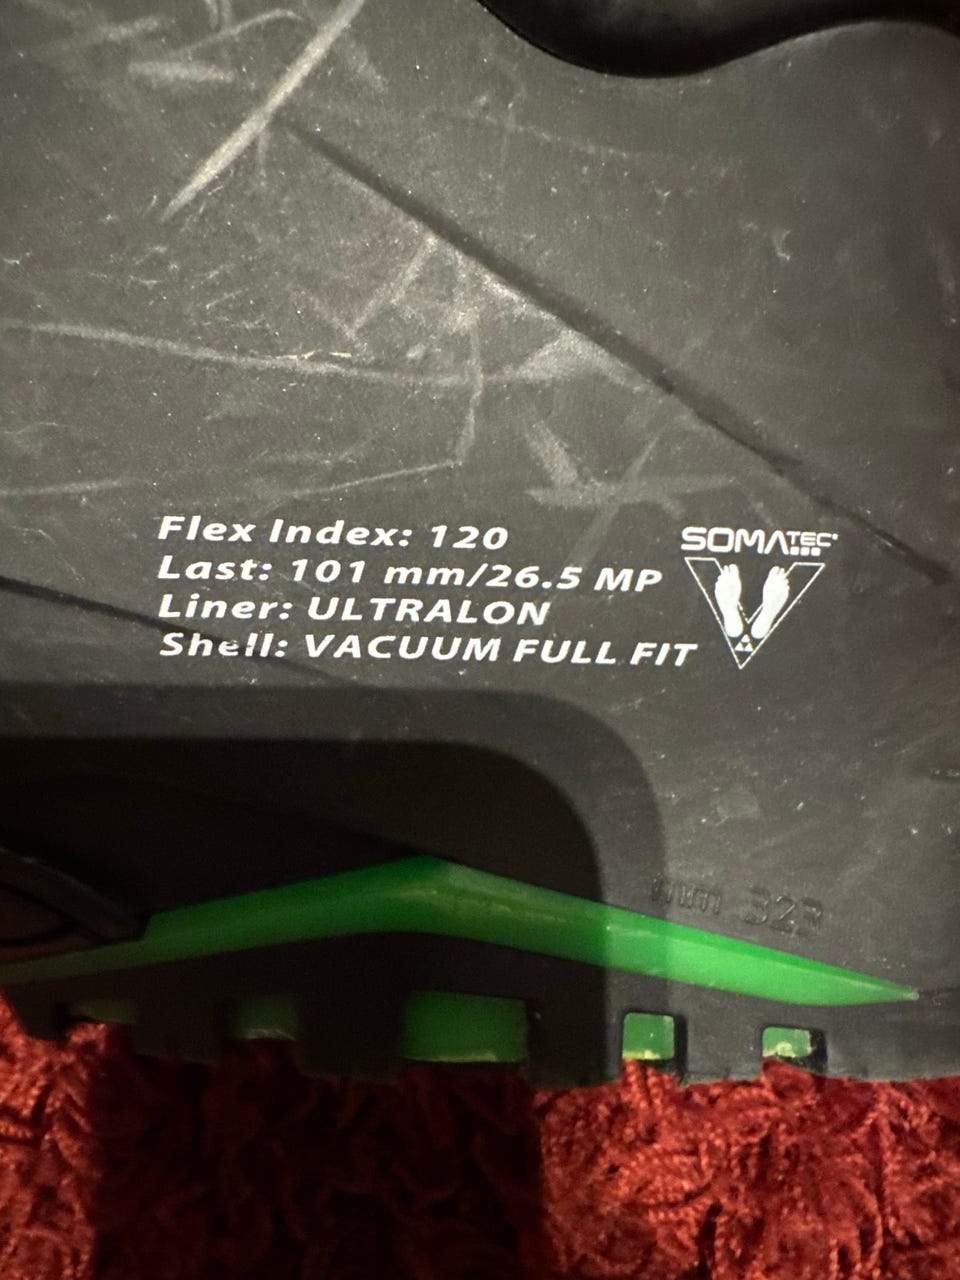 Flex Index: 120
Last: 101 mm/26.5 MP
Liner: ULTRALON
Shell: VACUUM FULL FIT
SOMATEC
mm 323